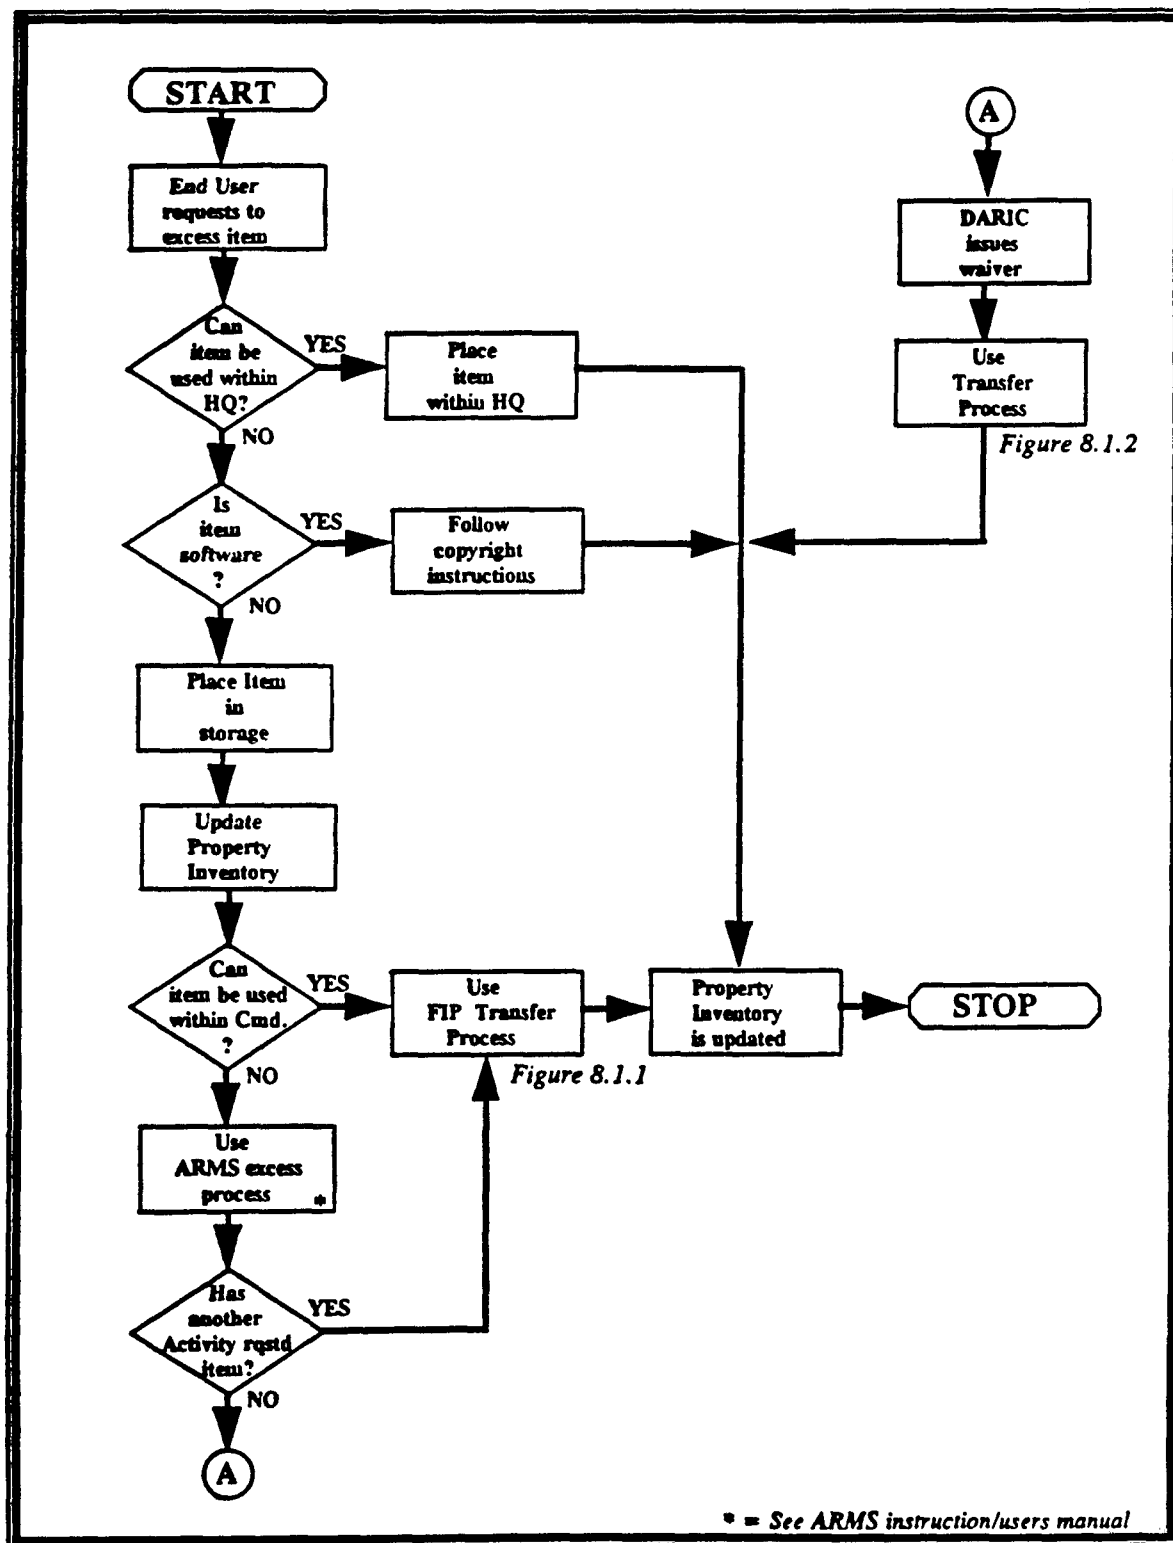 START
End User
requests to
excess item
Can
item be
used within
HQ?
YES
Place
item
within HQ
NO
Is
item
software
?
YES
Follow
copyright
instructions
NO
Place Item
in
storage
Update
Property
Inventory
Can
item be used
within Cmd.
?
YES
Use
FIP Transfer
Process
Figure 8.1.1
Property
Inventory
is updated
STOP
NO
Use
ARMS excess
process
*
Has
another
Activity rqstd
item?
YES
NO
A
A
DARIC
issues
waiver
Use
Transfer
Process
Figure 8.1.2
* = See ARMS instruction/users manual